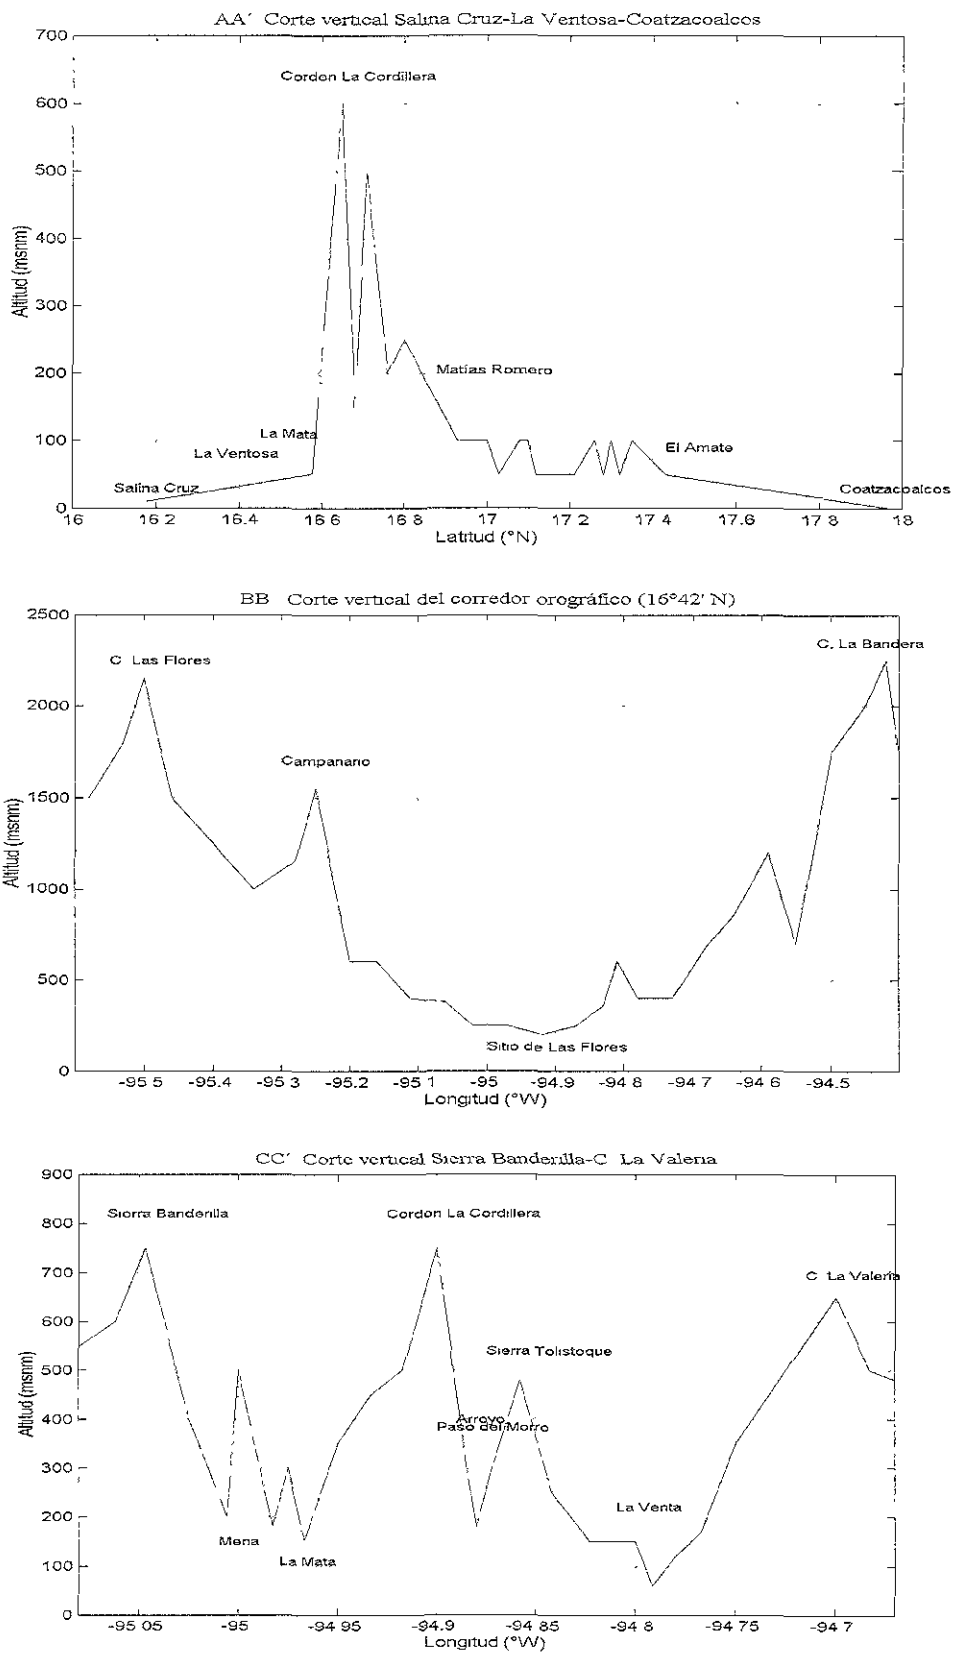 AA´ Corte vertical Salina Cruz-La Ventosa-Coatzacoalcos
700
Cordon La Cordillera
600
500
Altitud (msnm)
400
300
200
Matías Romero
100
La Mata
El Amate
La Ventosa
Salina Cruz
Coatzacoalcos
0
16 16.2 16.4 16 6 16 8 17 17 2 17 4 17.6 17 8 18
Latitud (°N)
BB Corte vertical del corredor orográfico (16°42' N)
2500
C. La Bandera
C Las Flores
2000
Campanario
1500
Altitud (msnm)
1000
500
Sitio de Las Flores
0
-95 5 -95.4 -95 3 -95.2 -95 1 -95 -94.9 -94 8 -94 7 -94 6 -94.5
Longitud (°W)
CC´ Corte vertical Sierra Banderilla-C La Valeria
900
Sierra Banderilla
Cordon La Cordillera
800
700
C La Valeria
600
Sierra Tolistoque
500
Altitud (msnm)
400
Arroyo
Paso del Morro
300
200
La Venta
Mena
La Mata
100
0
-95 05 -95 -94 95 -94.9 -94.85 -94 8 -94 75 -94 7
Longitud (°W)